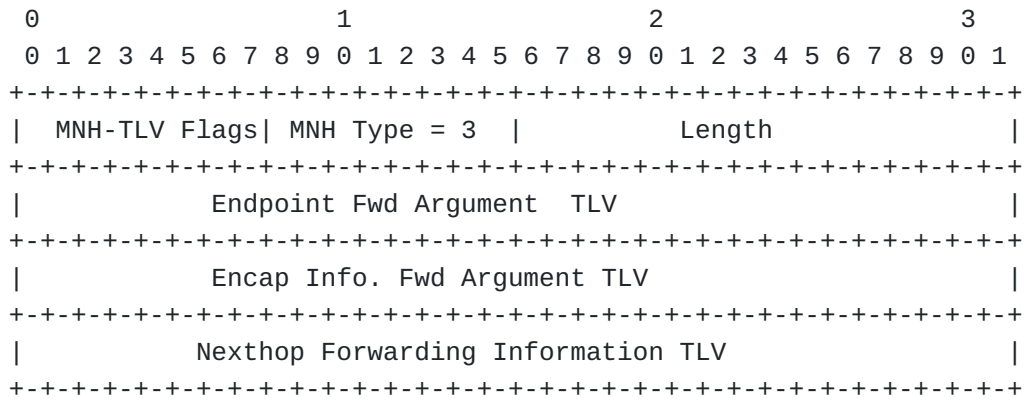 0                   1                   2                   3
 0 1 2 3 4 5 6 7 8 9 0 1 2 3 4 5 6 7 8 9 0 1 2 3 4 5 6 7 8 9 0 1
+-+-+-+-+-+-+-+-+-+-+-+-+-+-+-+-+-+-+-+-+-+-+-+-+-+-+-+-+-+-+-+-+
|  MNH-TLV Flags| MNH Type = 3  |          Length               |
+-+-+-+-+-+-+-+-+-+-+-+-+-+-+-+-+-+-+-+-+-+-+-+-+-+-+-+-+-+-+-+-+
|            Endpoint Fwd Argument  TLV                         |
+-+-+-+-+-+-+-+-+-+-+-+-+-+-+-+-+-+-+-+-+-+-+-+-+-+-+-+-+-+-+-+-+
|            Encap Info. Fwd Argument TLV                       |
+-+-+-+-+-+-+-+-+-+-+-+-+-+-+-+-+-+-+-+-+-+-+-+-+-+-+-+-+-+-+-+-+
|           Nexthop Forwarding Information TLV                  |
+-+-+-+-+-+-+-+-+-+-+-+-+-+-+-+-+-+-+-+-+-+-+-+-+-+-+-+-+-+-+-+-+